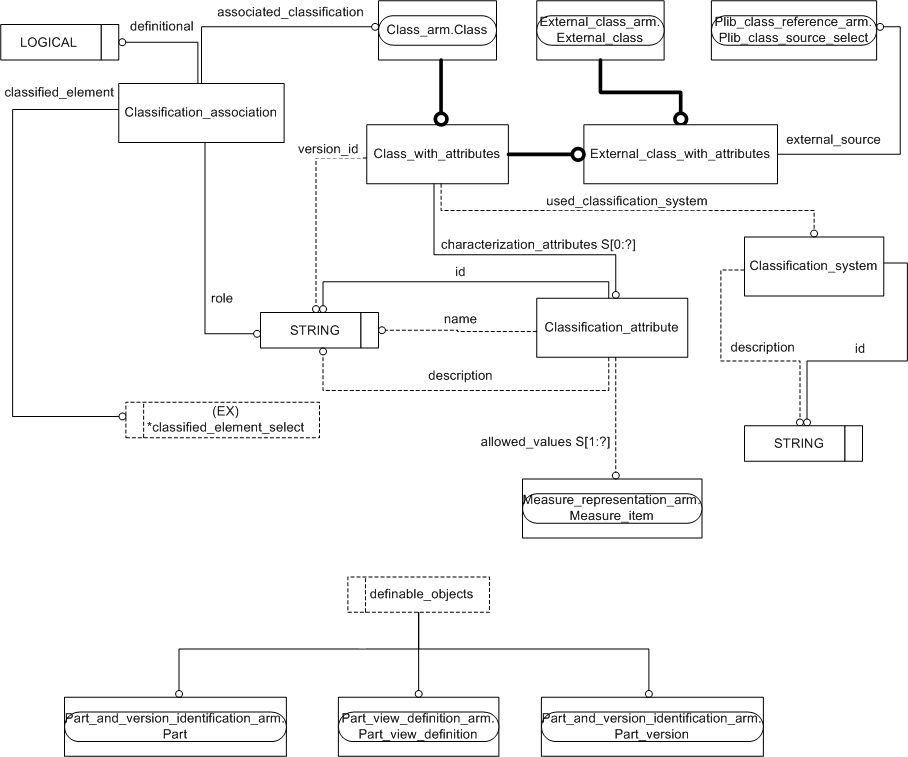 associated_classification
definitional
LOGICAL
Class_arm.Class
External_class_arm.
External_class
Plib_class_reference_arm.
Plib_class_source_select
classified_element
Classification_association
version_id
Class_with_attributes
External_class_with_attributes
external_source
used_classification_system
characterization_attributes S[0:?]
Classification_system
id
role
STRING
name
Classification_attribute
description
description
id
(EX)
*classified_element_select
allowed_values S[1:?]
STRING
Measure_representation_arm.
Measure_item
definable_objects
Part_and_version_identification_arm.
Part
Part_view_definition_arm.
Part_view_definition
Part_and_version_identification_arm.
Part_version